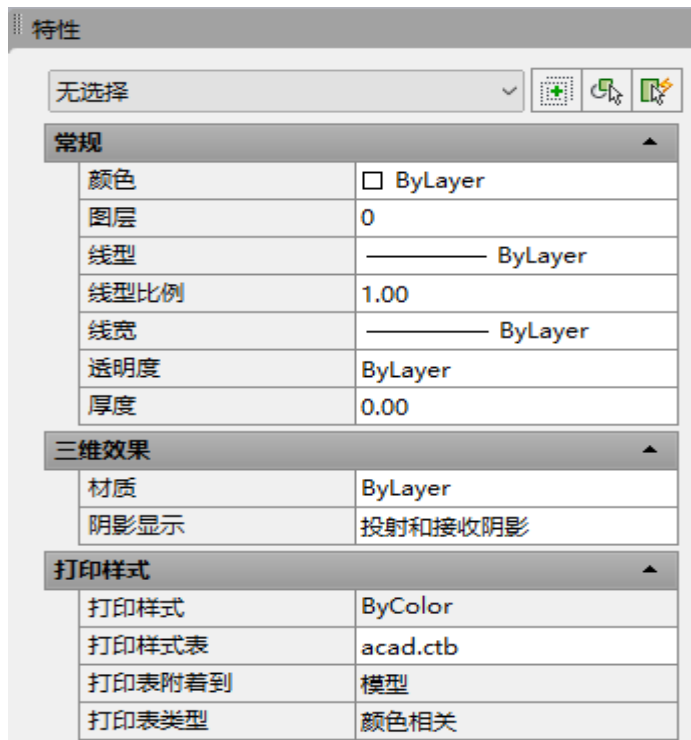 特性
无选择
常规
颜色 ByLayer
图层 0
线型 ByLayer
线型比例 1.00
线宽 ByLayer
透明度 ByLayer
厚度 0.00
三维效果
材质 ByLayer
阴影显示 投射和接收阴影
打印样式
打印样式 ByColor
打印样式表 acad.ctb
打印表附着到 模型
打印表类型 颜色相关